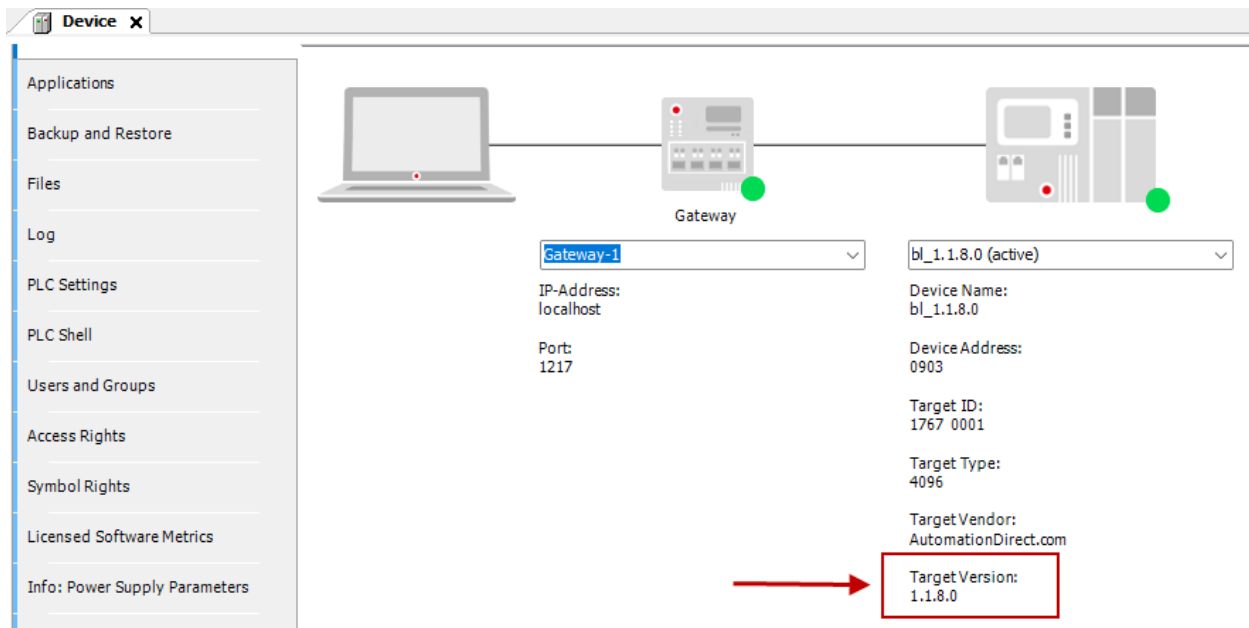 Device
Applications
Backup and Restore
Files
Log
PLC Settings
PLC Shell
Users and Groups
Access Rights
Symbol Rights
Licensed Software Metrics
Info: Power Supply Parameters
Gateway
Gateway-1
IP-Address:
localhost
Port:
1217
bl_1.1.8.0 (active)
Device Name:
bl_1.1.8.0
Device Address:
0903
Target ID:
1767 0001
Target Type:
4096
Target Vendor:
AutomationDirect.com
Target Version:
1.1.8.0